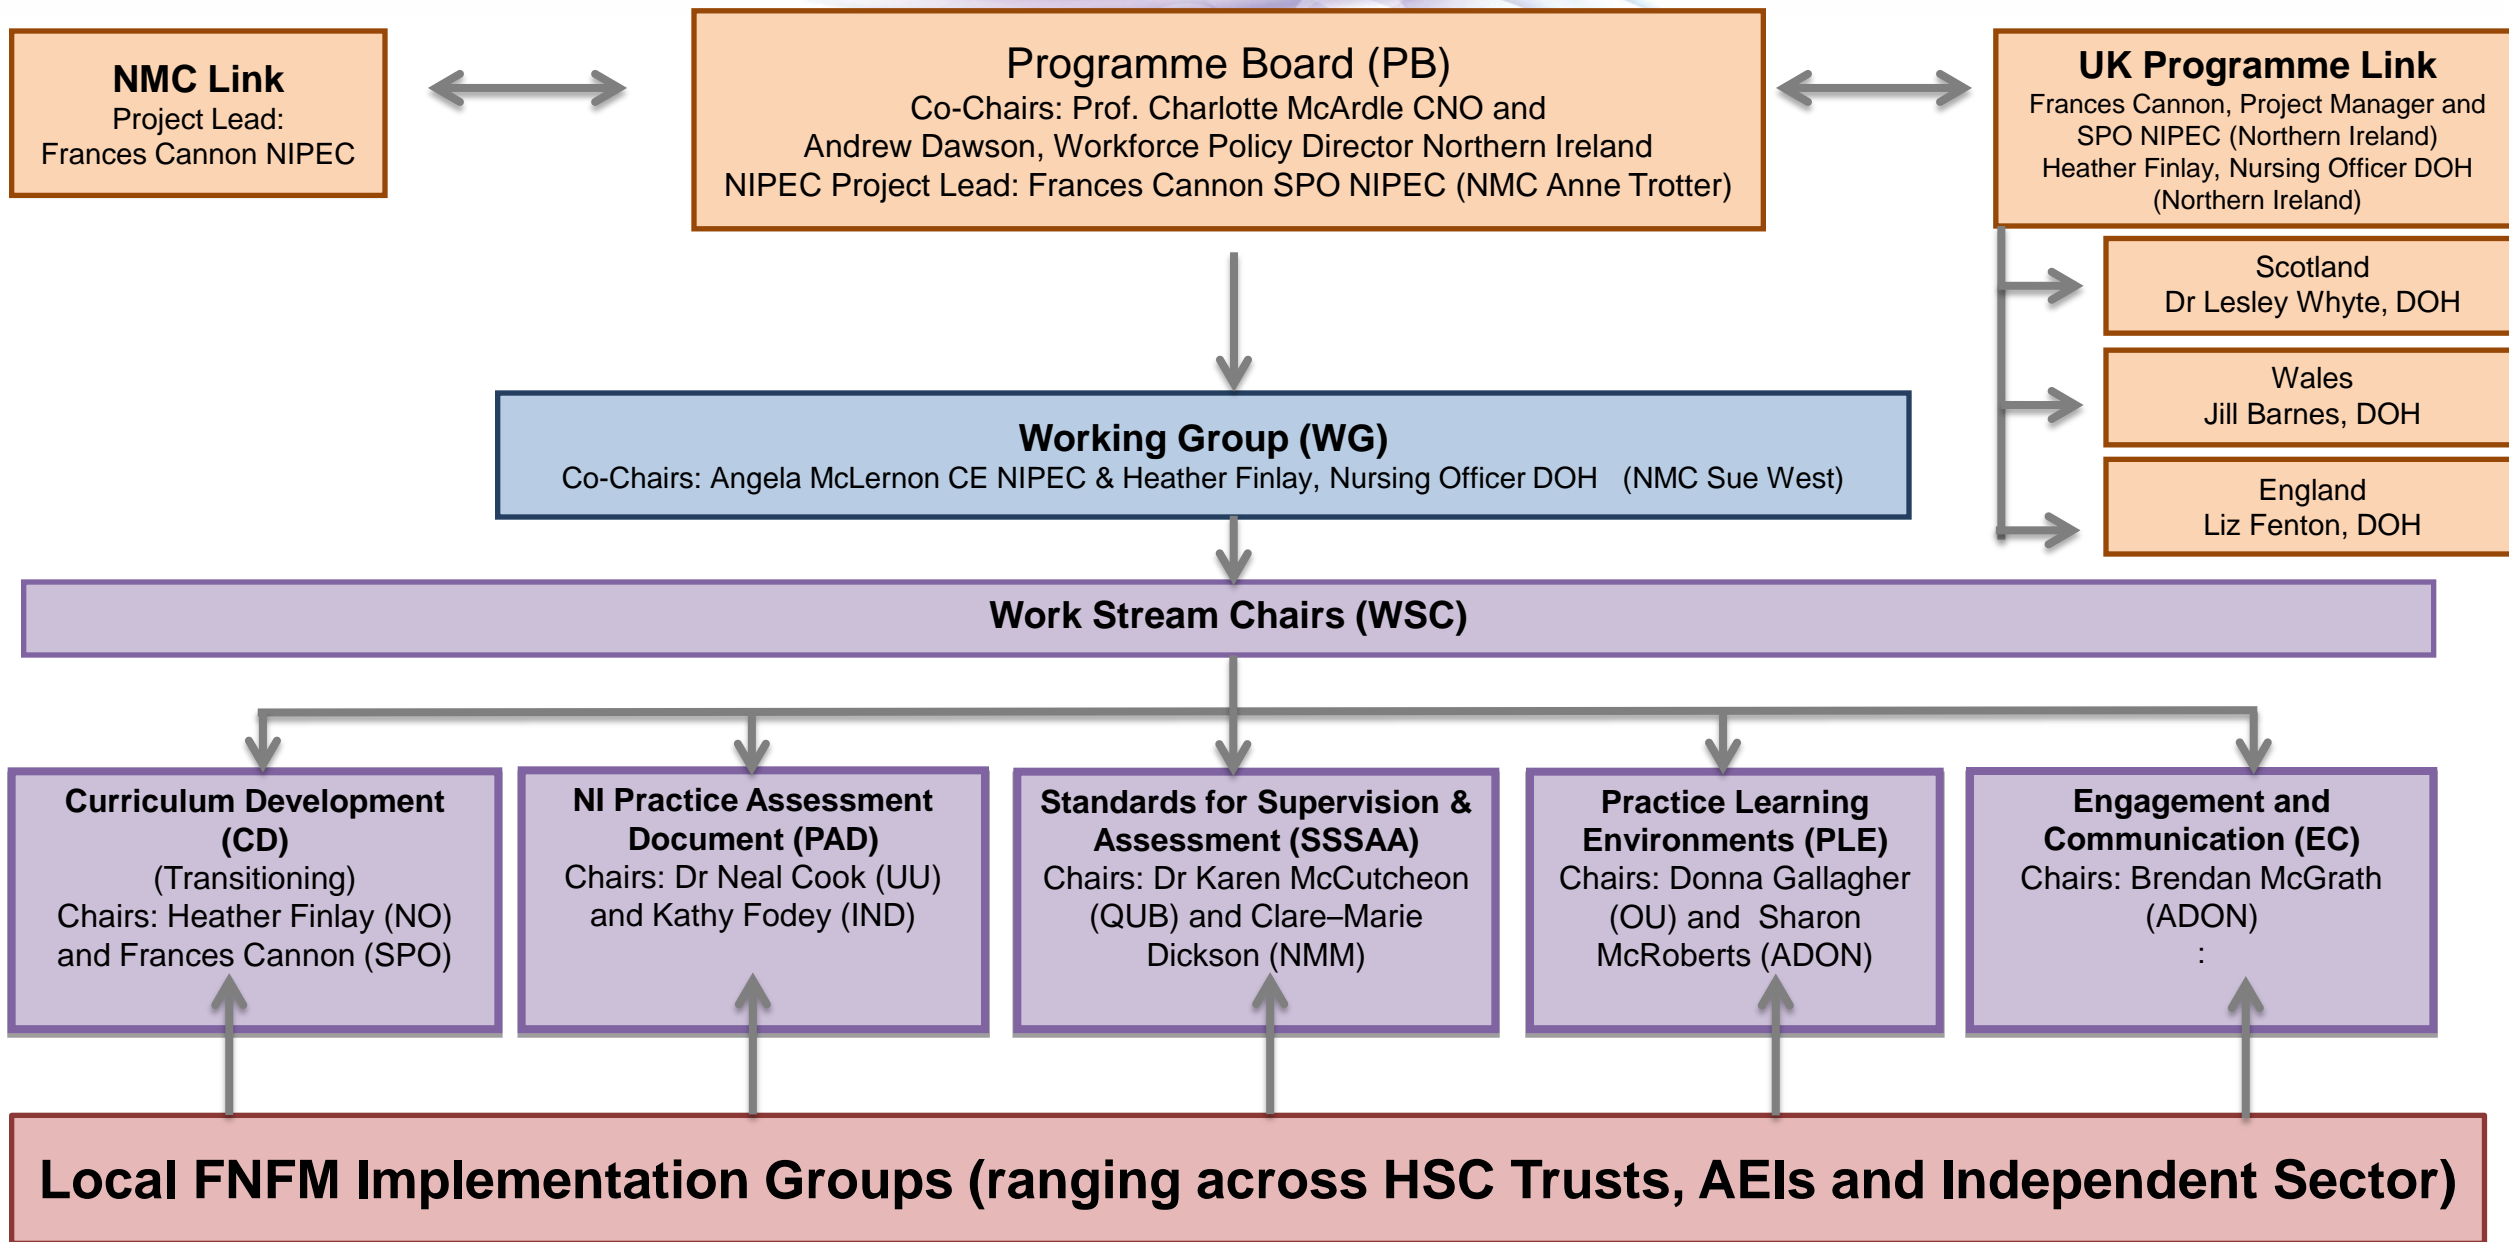 NMC Link
Project Lead:
Frances Cannon NIPEC
Programme Board (PB)
Co-Chairs: Prof. Charlotte McArdle CNO and
Andrew Dawson, Workforce Policy Director Northern Ireland
NIPEC Project Lead: Frances Cannon SPO NIPEC (NMC Anne Trotter)
UK Programme Link
Frances Cannon, Project Manager and
SPO NIPEC (Northern Ireland)
Heather Finlay, Nursing Officer DOH
(Northern Ireland)
Scotland
Dr Lesley Whyte, DOH
Wales
Jill Barnes, DOH
England
Liz Fenton, DOH
Working Group (WG)
Co-Chairs: Angela McLernon CE NIPEC & Heather Finlay, Nursing Officer DOH (NMC Sue West)
Work Stream Chairs (WSC)
Curriculum Development
(CD)
(Transitioning)
Chairs: Heather Finlay (NO)
and Frances Cannon (SPO)
NI Practice Assessment
Document (PAD)
Chairs: Dr Neal Cook (UU)
and Kathy Fodey (IND)
Standards for Supervision &
Assessment (SSSAA)
Chairs: Dr Karen McCutcheon
(QUB) and Clare–Marie
Dickson (NMM)
Practice Learning
Environments (PLE)
Chairs: Donna Gallagher
(OU) and Sharon
McRoberts (ADON)
Engagement and
Communication (EC)
Chairs: Brendan McGrath
(ADON)
:
Local FNFM Implementation Groups (ranging across HSC Trusts, AEIs and Independent Sector)